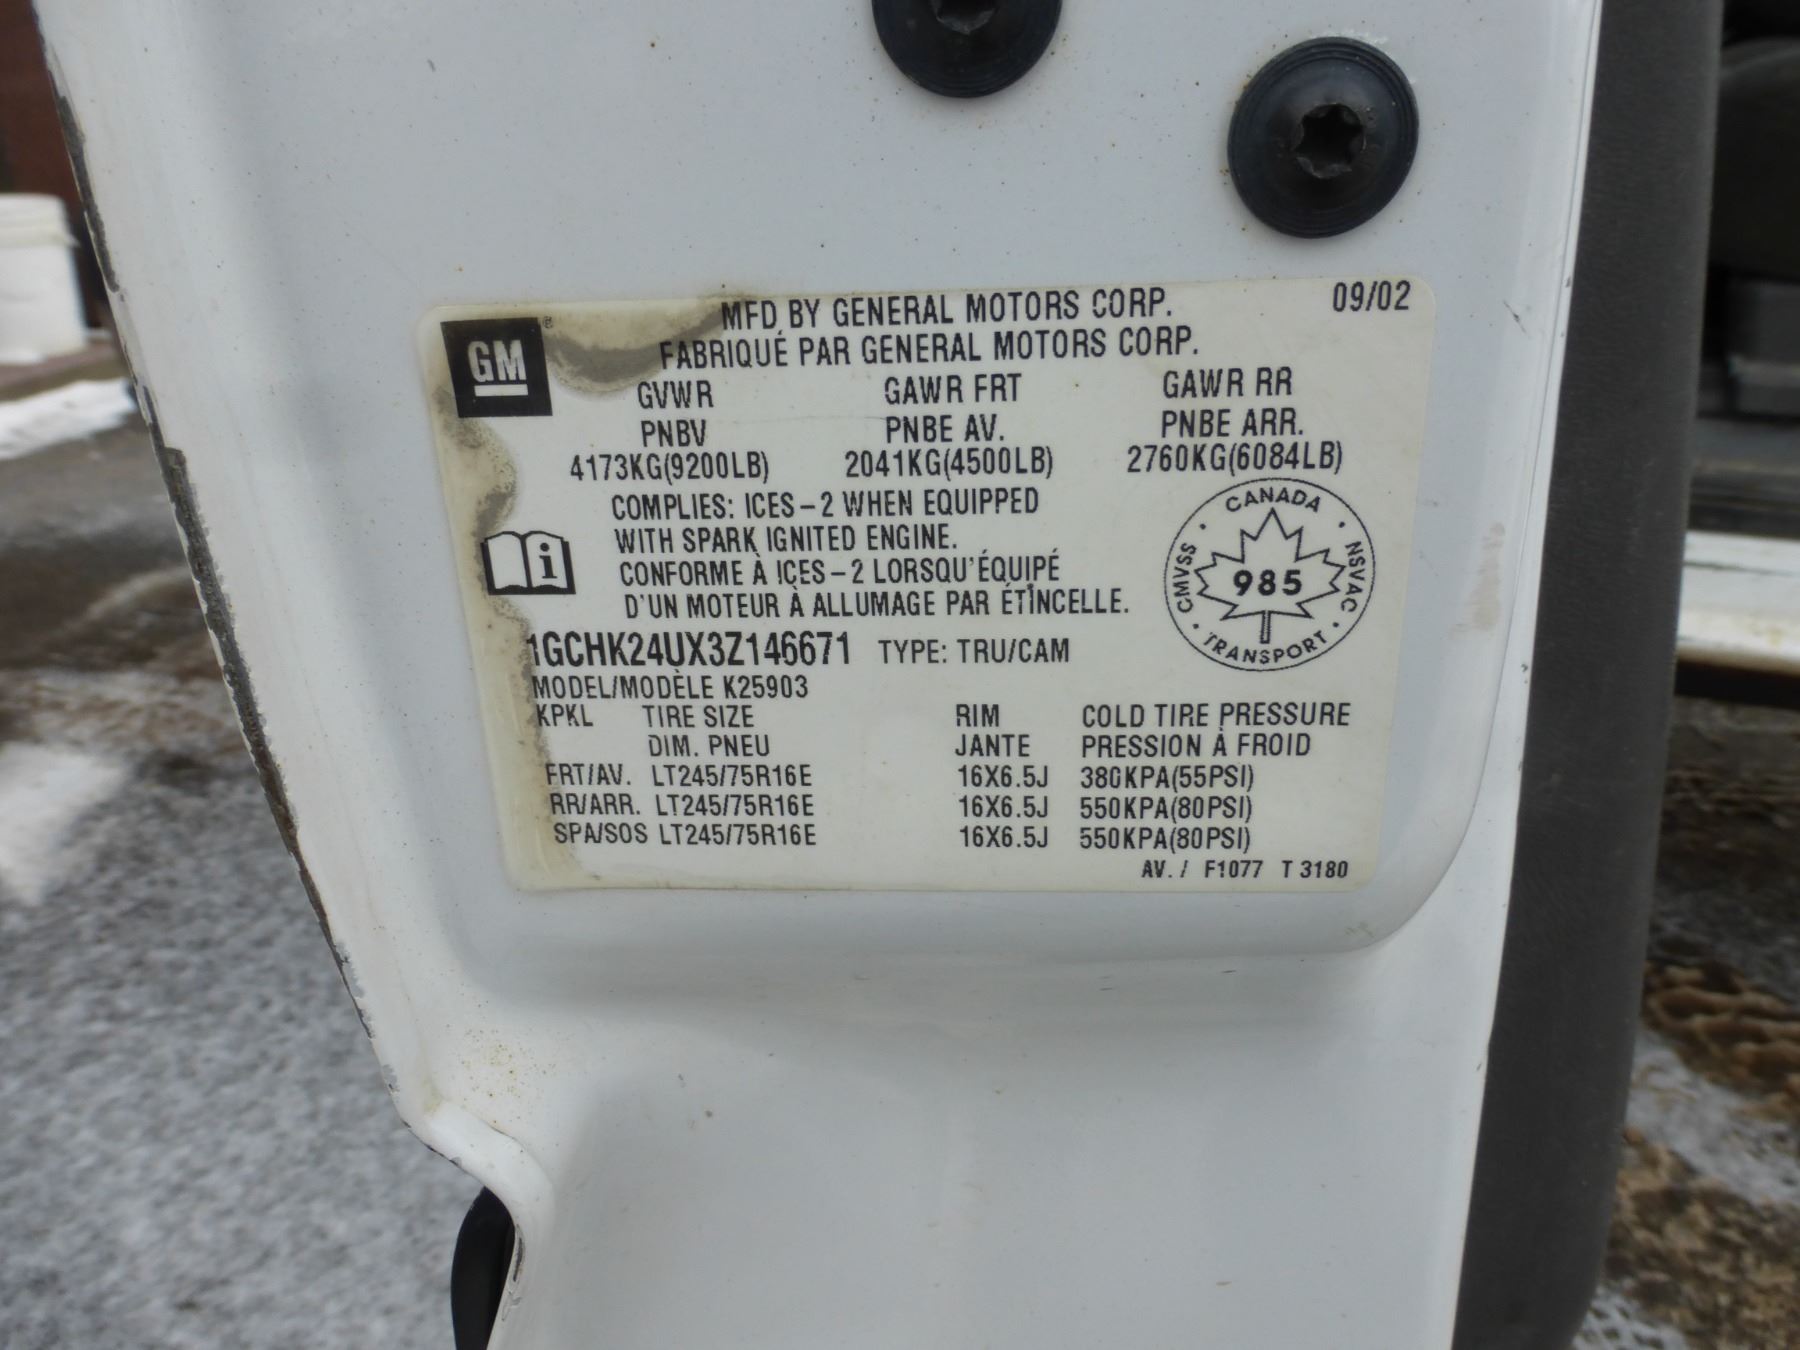 MFD BY GENERAL MOTORS CORP. 09/02
GM
FABRIQUÉ PAR GENERAL MOTORS CORP.
GVWR GAWR FRT GAWR RR
PNBV PNBE AV. PNBE ARR.
4173KG(9200LB) 2041KG(4500LB) 2760KG(6084LB)
COMPLIES: ICES-2 WHEN EQUIPPED
WITH SPARK IGNITED ENGINE.
CONFORME À ICES-2 LORSQU'ÉQUIPÉ
D'UN MOTEUR À ALLUMAGE PAR ÉTINCELLE.
CANADA
CMVSS 985 NSVAC
TRANSPORT
1GCHK24UX3Z146671 TYPE: TRU/CAM
MODEL/MODÈLE K25903
KPKL TIRE SIZE RIM COLD TIRE PRESSURE
DIM. PNEU JANTE PRESSION À FROID
FRT/AV. LT245/75R16E 16X6.5J 380KPA(55PSI)
RR/ARR. LT245/75R16E 16X6.5J 550KPA(80PSI)
SPA/SOS LT245/75R16E 16X6.5J 550KPA(80PSI)
AV. / F1077 T 3180